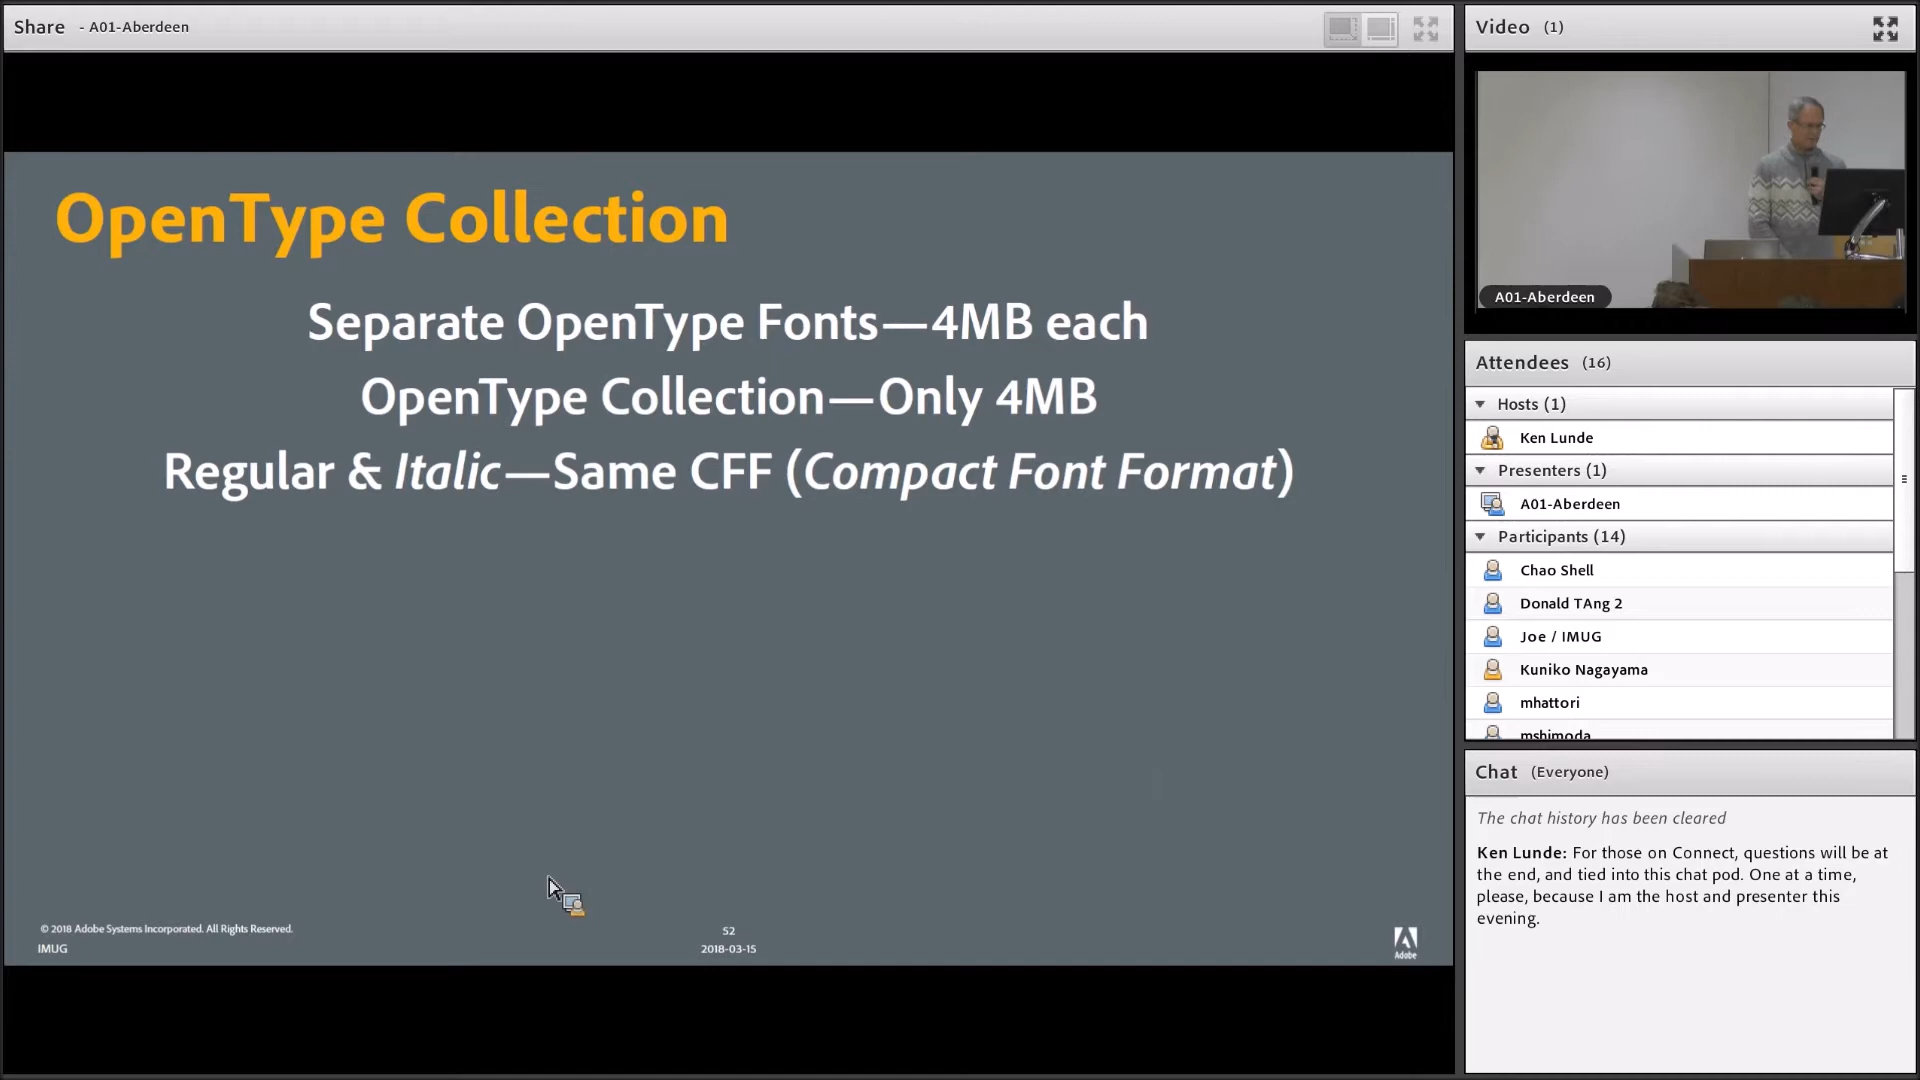 Share - A01-Aberdeen
OpenType Collection
Separate OpenType Fonts—4MB each
OpenType Collection—Only 4MB
Regular & Italic—Same CFF (Compact Font Format)
© 2018 Adobe Systems Incorporated. All Rights Reserved.
IMUG
52
2018-03-15
Adobe
Video (1)
A01-Aberdeen
Attendees (16)
Hosts (1)
Ken Lunde
Presenters (1)
A01-Aberdeen
Participants (14)
Chao Shell
Donald TAng 2
Joe / IMUG
Kuniko Nagayama
mhattori
mshimoda
Chat (Everyone)
The chat history has been cleared
Ken Lunde: For those on Connect, questions will be at
the end, and tied into this chat pod. One at a time,
please, because I am the host and presenter this
evening.